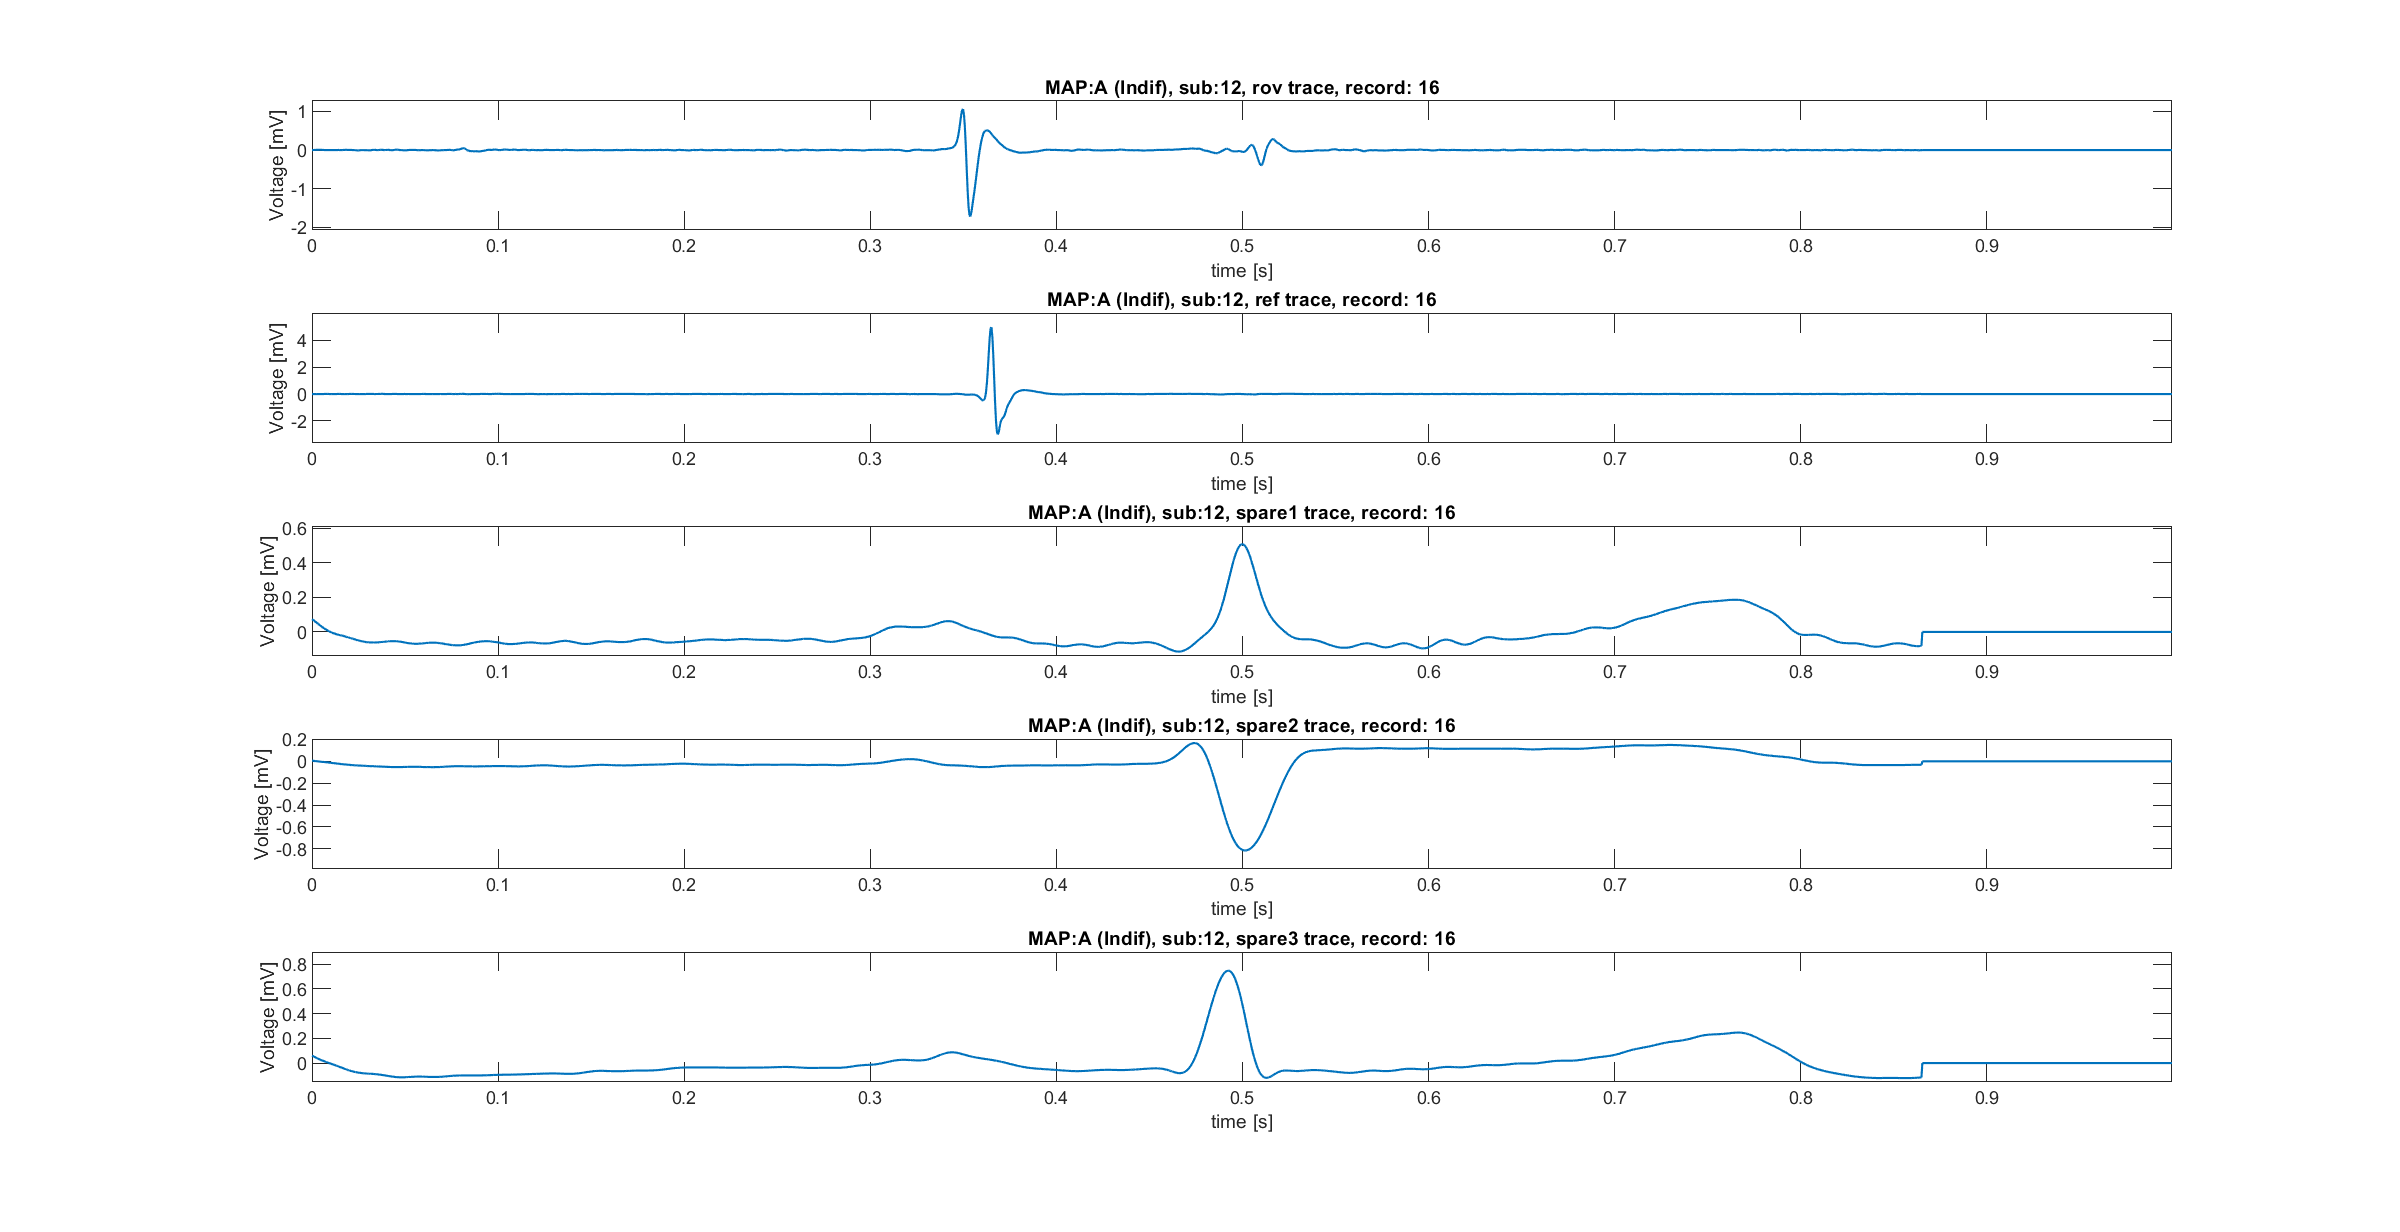 MAP:A (Indif), sub:12, rov trace, record: 16
Voltage [mV]
1
0
-1
-2
0 0.1 0.2 0.3 0.4 0.5 0.6 0.7 0.8 0.9
time [s]
MAP:A (Indif), sub:12, ref trace, record: 16
Voltage [mV]
4
2
0
-2
0 0.1 0.2 0.3 0.4 0.5 0.6 0.7 0.8 0.9
time [s]
MAP:A (Indif), sub:12, spare1 trace, record: 16
Voltage [mV]
0.6
0.4
0.2
0
0 0.1 0.2 0.3 0.4 0.5 0.6 0.7 0.8 0.9
time [s]
MAP:A (Indif), sub:12, spare2 trace, record: 16
Voltage [mV]
0.2
0
-0.2
-0.4
-0.6
-0.8
0 0.1 0.2 0.3 0.4 0.5 0.6 0.7 0.8 0.9
time [s]
MAP:A (Indif), sub:12, spare3 trace, record: 16
Voltage [mV]
0.8
0.6
0.4
0.2
0
0 0.1 0.2 0.3 0.4 0.5 0.6 0.7 0.8 0.9
time [s]